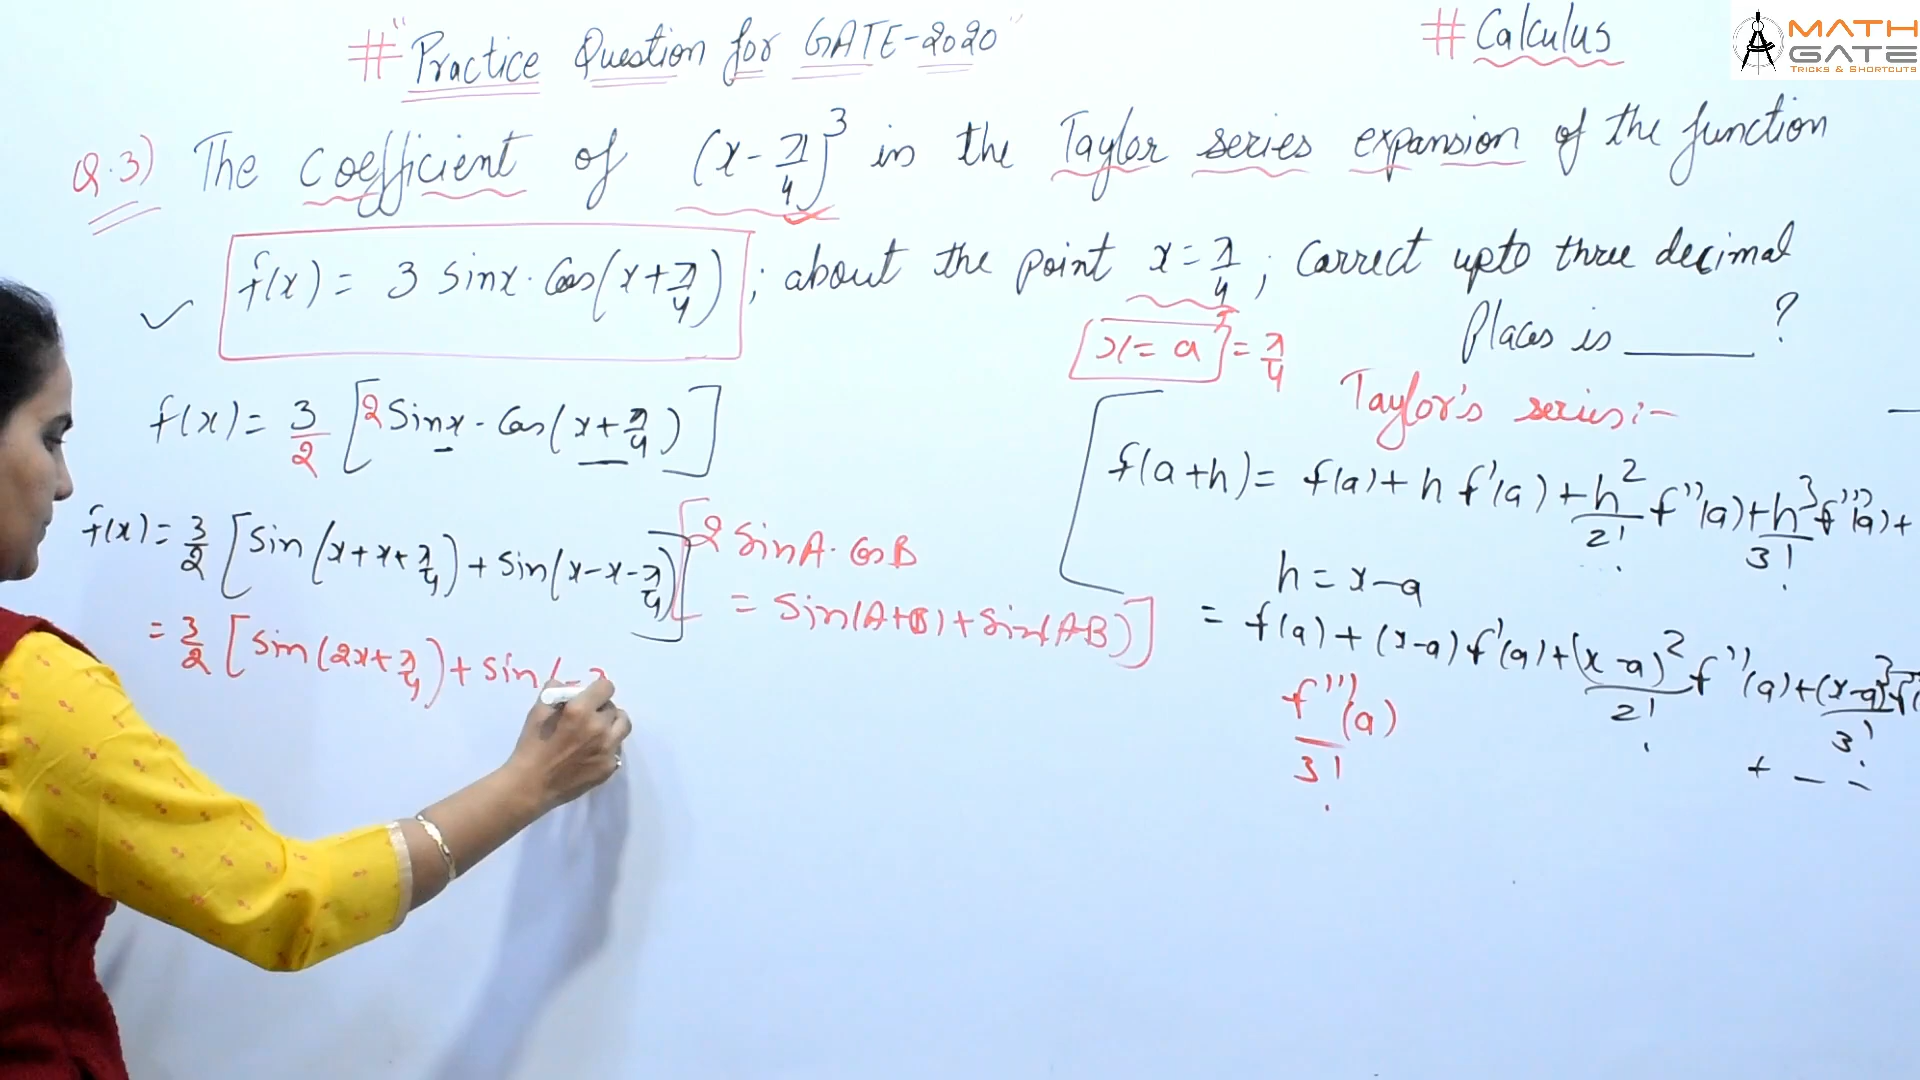 # "Practice Question for GATE-2020"
# Calculus
MATH GATE
TRICKS & SHORTCUTS
Q.3) The coefficient of (x - π/4)³ in the Taylor series expansion of the function
f(x) = 3 sinx · Cos(x + π/4) ; about the point x = π/4 ; Correct upto three decimal
Places is ______ ?
x = a = π/4
f(x) = 3/2 [2 Sinx · Cos(x + π/4)]
f(x) = 3/2 [Sin(x + x + π/4) + Sin(x - x - π/4)]
= 3/2 [Sin(2x + π/4) + Sin(-
[2 SinA · CosB
= Sin(A+B) + Sin(A-B)]
Taylor's series:-
f(a+h) = f(a) + h f'(a) + h²/2! f''(a) + h³/3! f'''(a) +
h = x - a
= f(a) + (x-a) f'(a) + (x-a)²/2! f''(a) + (x-a)³/3!
+ - -
f'''(a)/3!